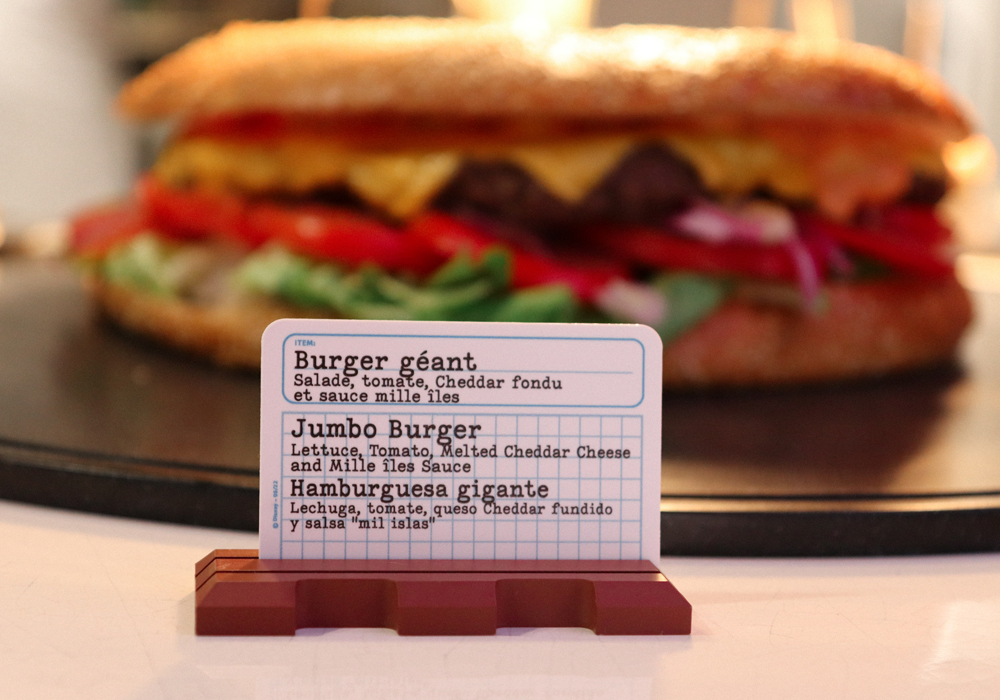 ITEM:
Burger géant
Salade, tomate, Cheddar fondu
et sauce mille îles
Jumbo Burger
Lettuce, Tomato, Melted Cheddar Cheese
and Mille îles Sauce
Hamburguesa gigante
Lechuga, tomate, queso Cheddar fundido
y salsa "mil islas"
© Disney